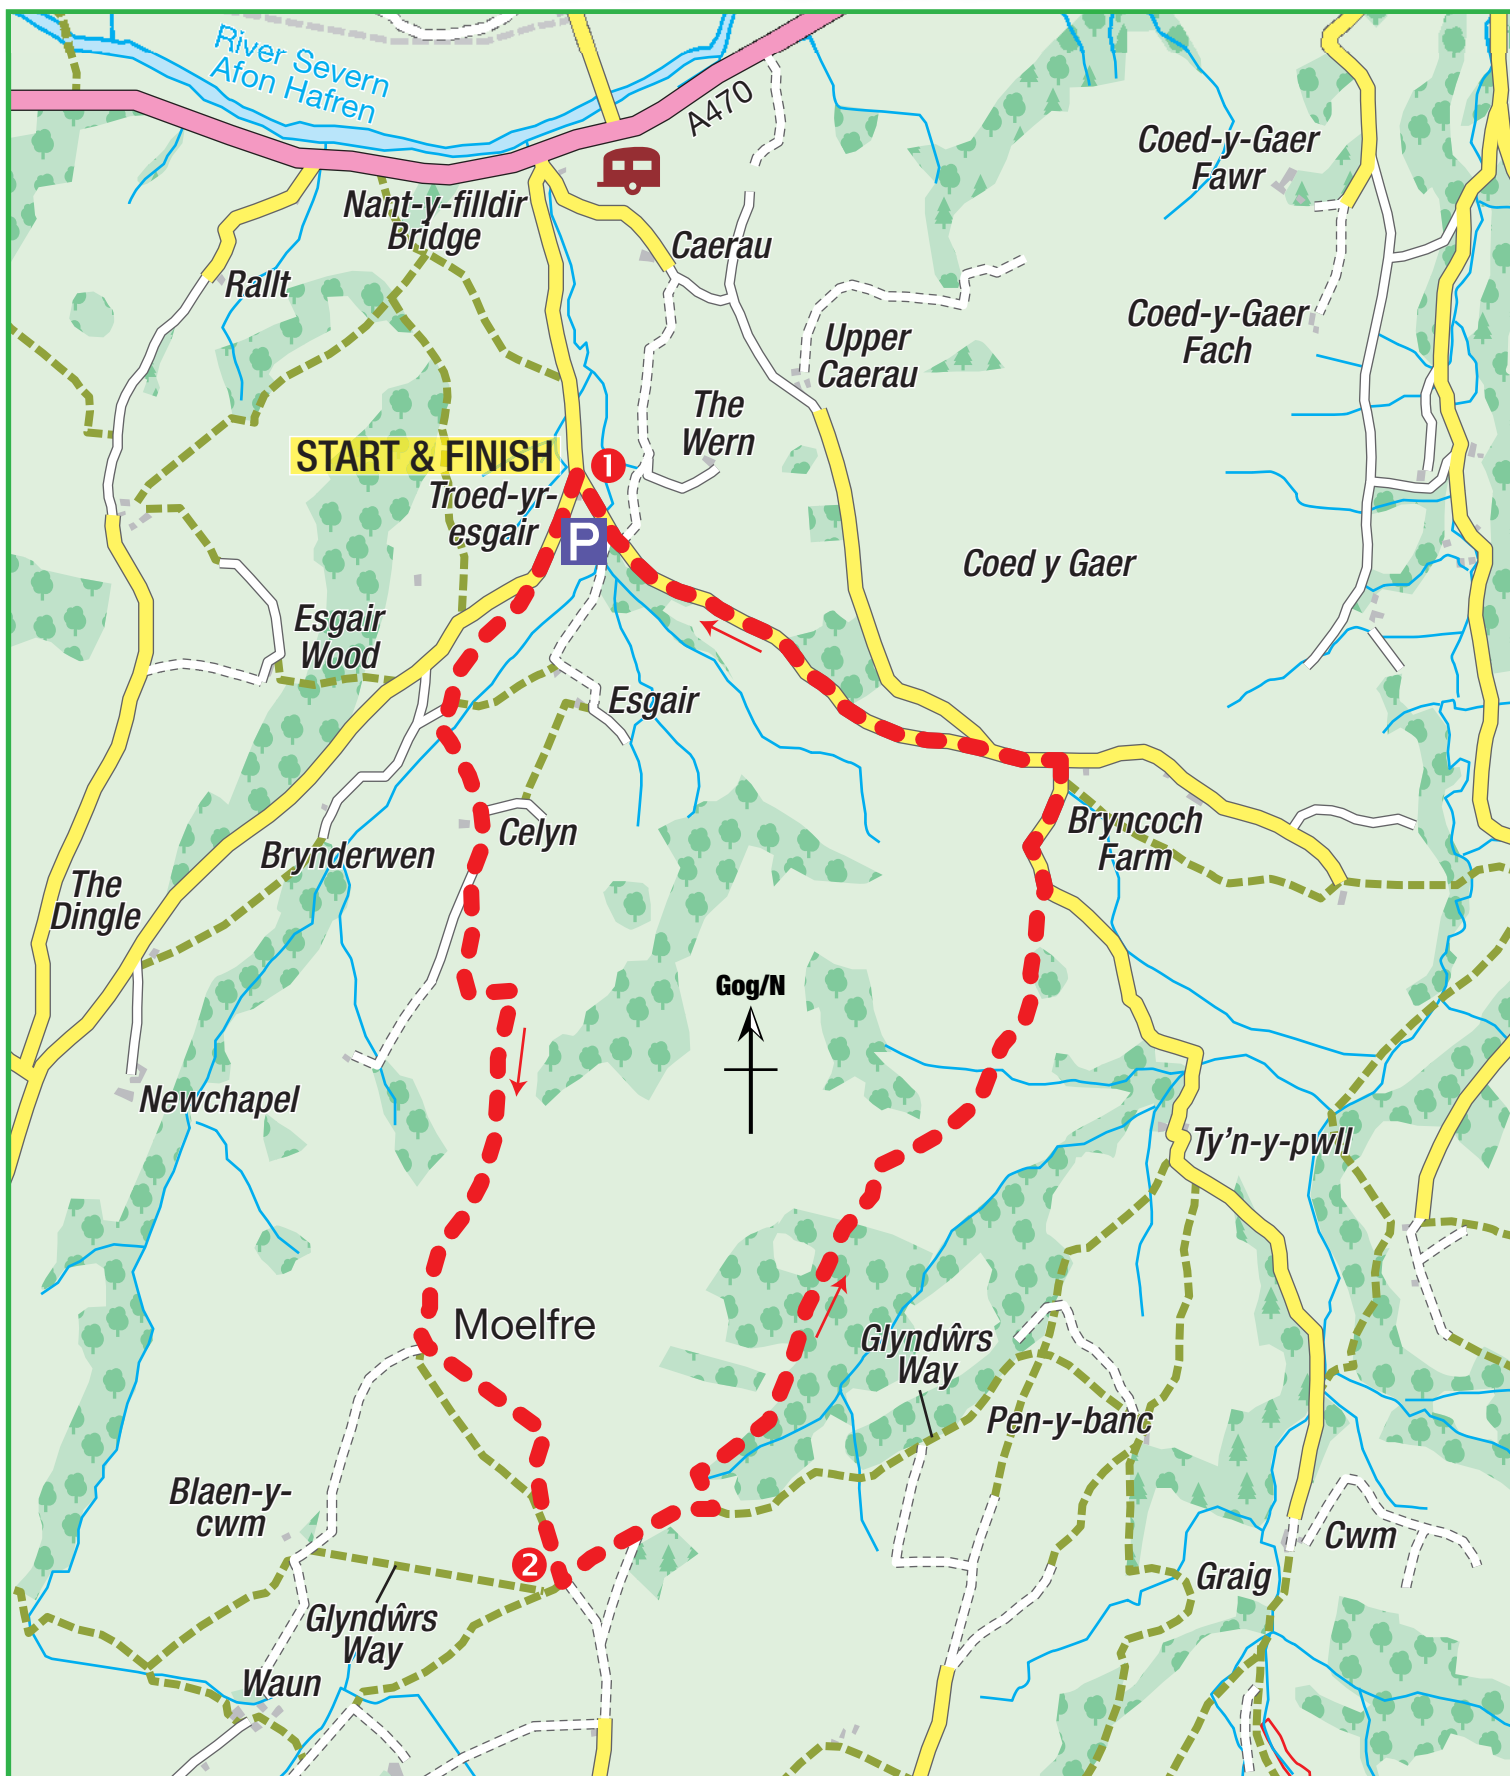 River Severn
Afon Hafren
A470
Coed-y-Gaer
Fawr
Nant-y-filldir
Bridge
Caerau
Rallt
Coed-y-Gaer
Fach
Upper
Caerau
The
Wern
START & FINISH
1
Troed-yr-
esgair
P
Coed y Gaer
Esgair
Wood
Esgair
Bryncoch
Farm
Celyn
Brynderwen
The
Dingle
Gog/N
Newchapel
Ty'n-y-pwll
Moelfre
Glyndŵrs
Way
Pen-y-banc
Blaen-y-
cwm
Cwm
2
Graig
Glyndŵrs
Way
Waun